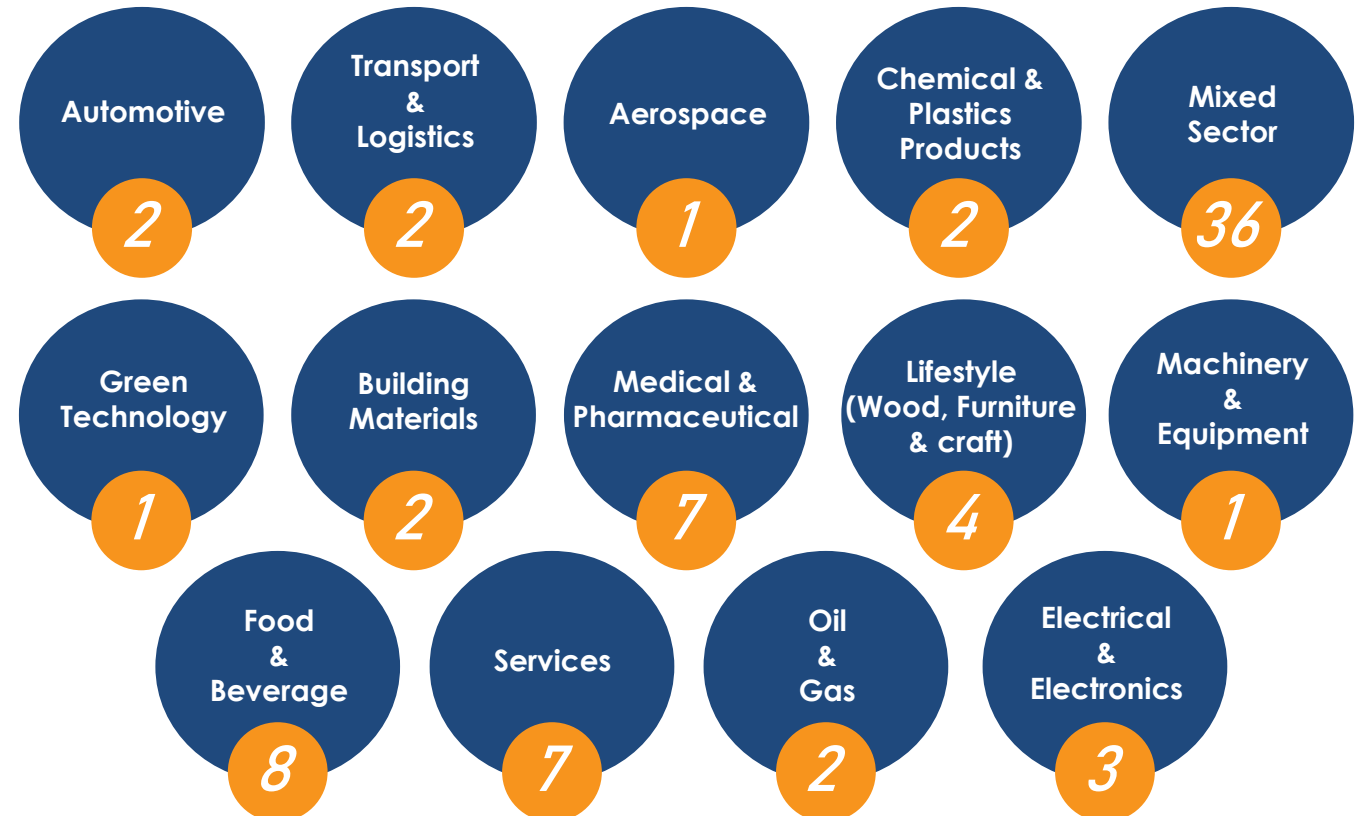 Automotive
2
Transport
&
Logistics
2
Aerospace
1
Chemical &
Plastics
Products
2
Mixed
Sector
36
Green
Technology
1
Building
Materials
2
Medical &
Pharmaceutical
7
Lifestyle
(Wood, Furniture
& craft)
4
Machinery
&
Equipment
1
Food
&
Beverage
8
Services
7
Oil
&
Gas
2
Electrical
&
Electronics
3